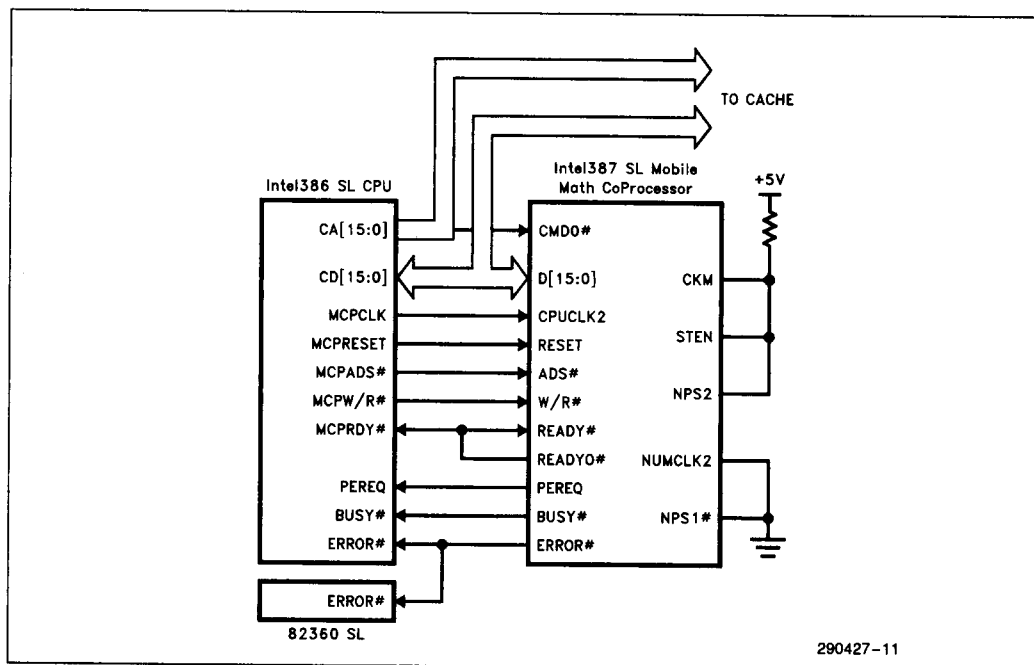 TO CACHE
Intel387 SL Mobile
Math CoProcessor
Intel386 SL CPU
+5V
CA[15:0]
CMD0#
CD[15:0]
D[15:0}
CKM
MCPCLK
CPUCLK2
STEN
MCPRESET
RESET
MCPADS#
ADS#
NPS2
MCPW/R#
W/R#
MCPRDY#
READY#
READYO#
NUMCLK2
PEREQ
PEREQ
BUSY#
BUSY#
NPS1#
ERROR#
ERROR#
ERROR#
82360 SL
290427-11